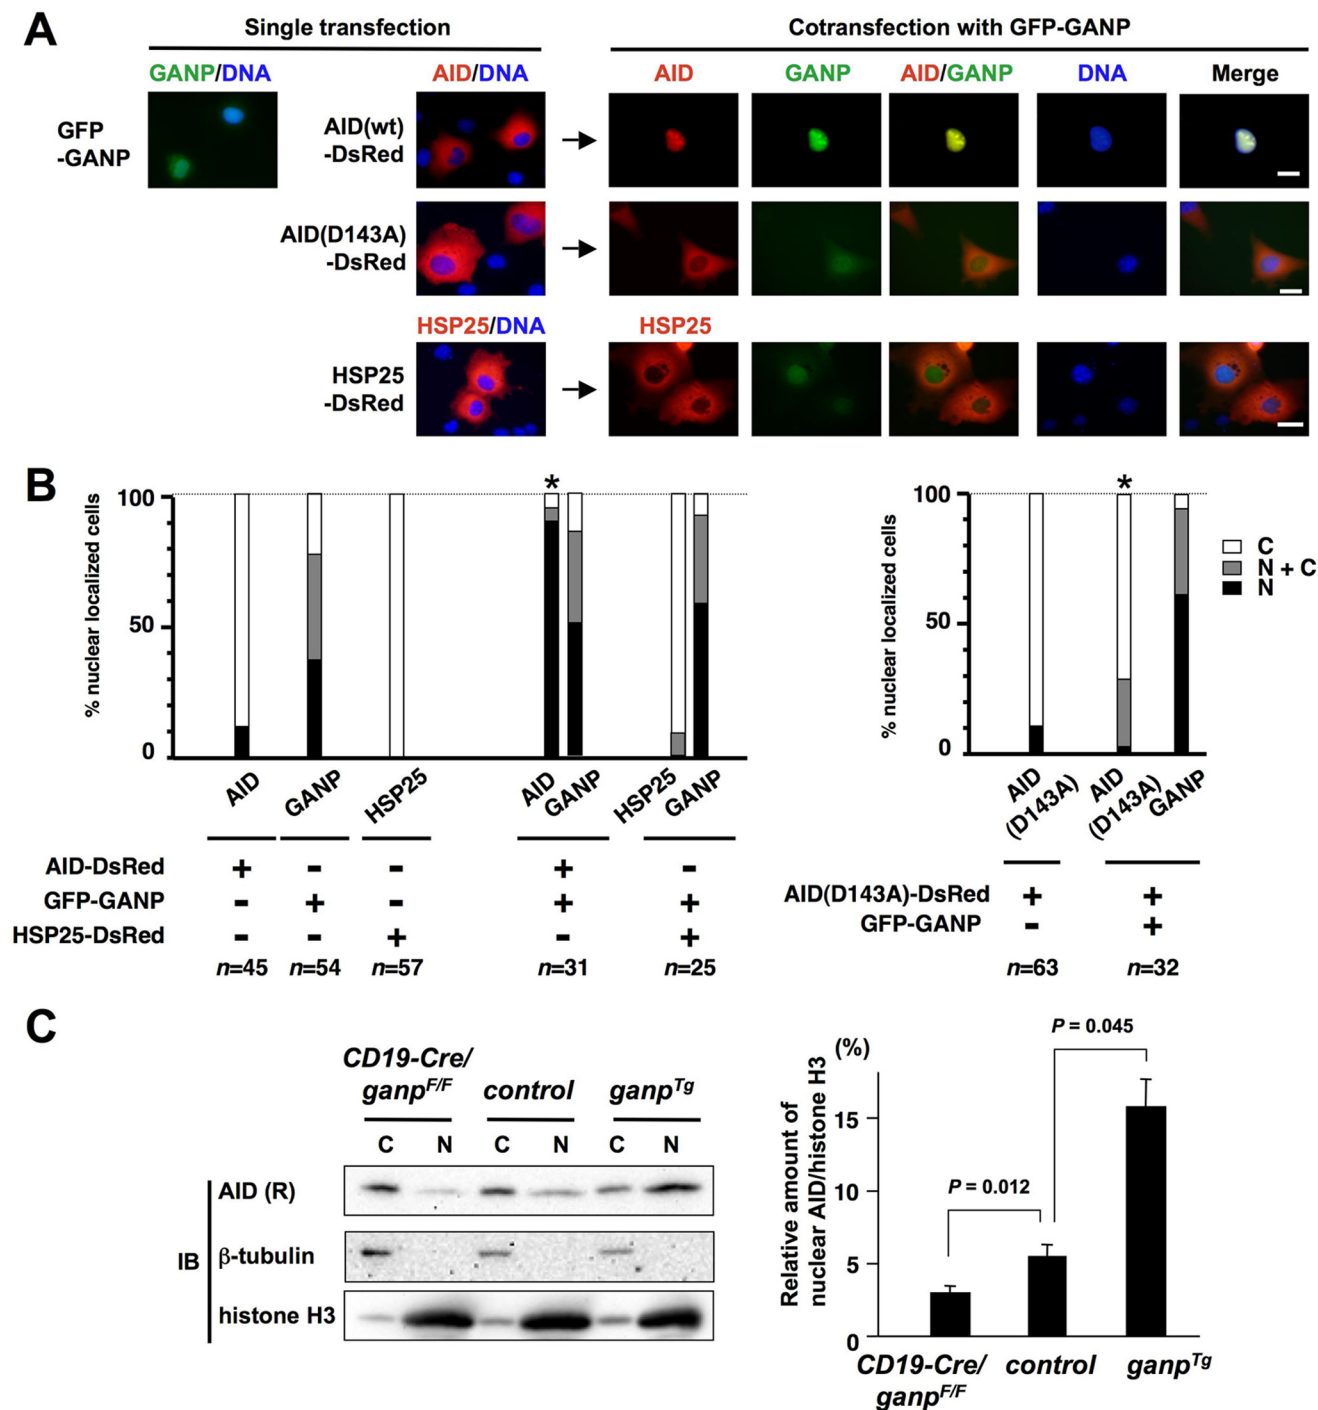 A
Single transfection
Cotransfection with GFP-GANP
GANP/DNA
AID/DNA
AID
GANP
AID/GANP
DNA
Merge
GFP
-GANP
AID(wt)
-DsRed
AID(D143A)
-DsRed
HSP25/DNA
HSP25
HSP25
-DsRed
B
% nuclear localized cells
100
50
0
*
AID
GANP
HSP25
AID
GANP
HSP25
GANP
AID-DsRed + - - + -
GFP-GANP - + - + +
HSP25-DsRed - - + - +
n=45 n=54 n=57 n=31 n=25
% nuclear localized cells
100
50
0
*
C
N + C
N
AID
(D143A)
AID
(D143A)
GANP
AID(D143A)-DsRed + +
GFP-GANP - +
n=63 n=32
C
CD19-Cre/
ganpF/F
control
ganpTg
C N C N C N
IB
AID (R)
β-tubulin
histone H3
Relative amount of
nuclear AID/histone H3
(%)
15
10
5
0
P = 0.012
P = 0.045
CD19-Cre/
ganpF/F
control
ganpTg